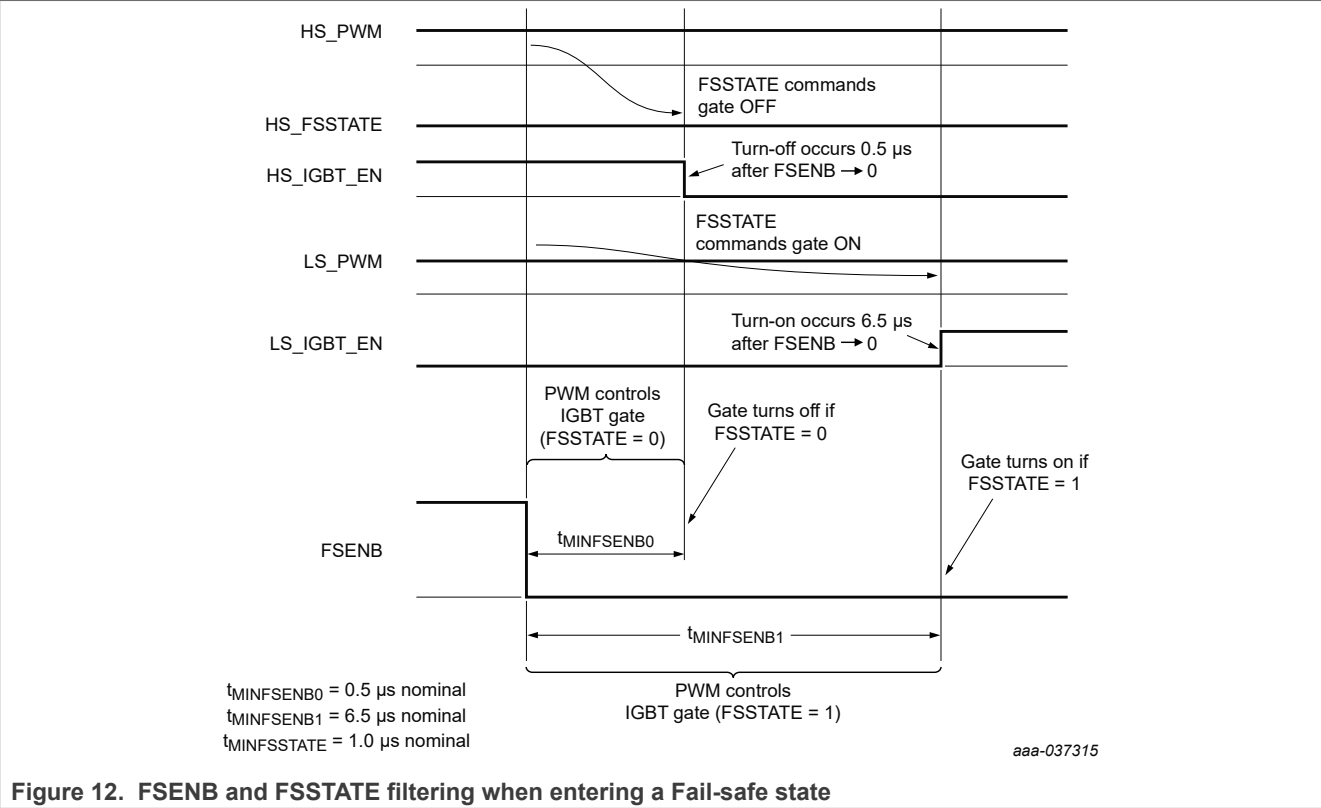 HS_PWM
FSSTATE commands
gate OFF
HS_FSSTATE
Turn-off occurs 0.5 µs
after FSENB → 0
HS_IGBT_EN
FSSTATE
commands gate ON
LS_PWM
Turn-on occurs 6.5 µs
after FSENB → 0
LS_IGBT_EN
PWM controls
IGBT gate
(FSSTATE = 0)
Gate turns off if
FSSTATE = 0
Gate turns on if
FSSTATE = 1
FSENB
tMINFSENB0
tMINFSENB1
PWM controls
IGBT gate (FSSTATE = 1)
tMINFSENB0 = 0.5 µs nominal
tMINFSENB1 = 6.5 µs nominal
tMINFSSTATE = 1.0 µs nominal
aaa-037315
Figure 12. FSENB and FSSTATE filtering when entering a Fail-safe state